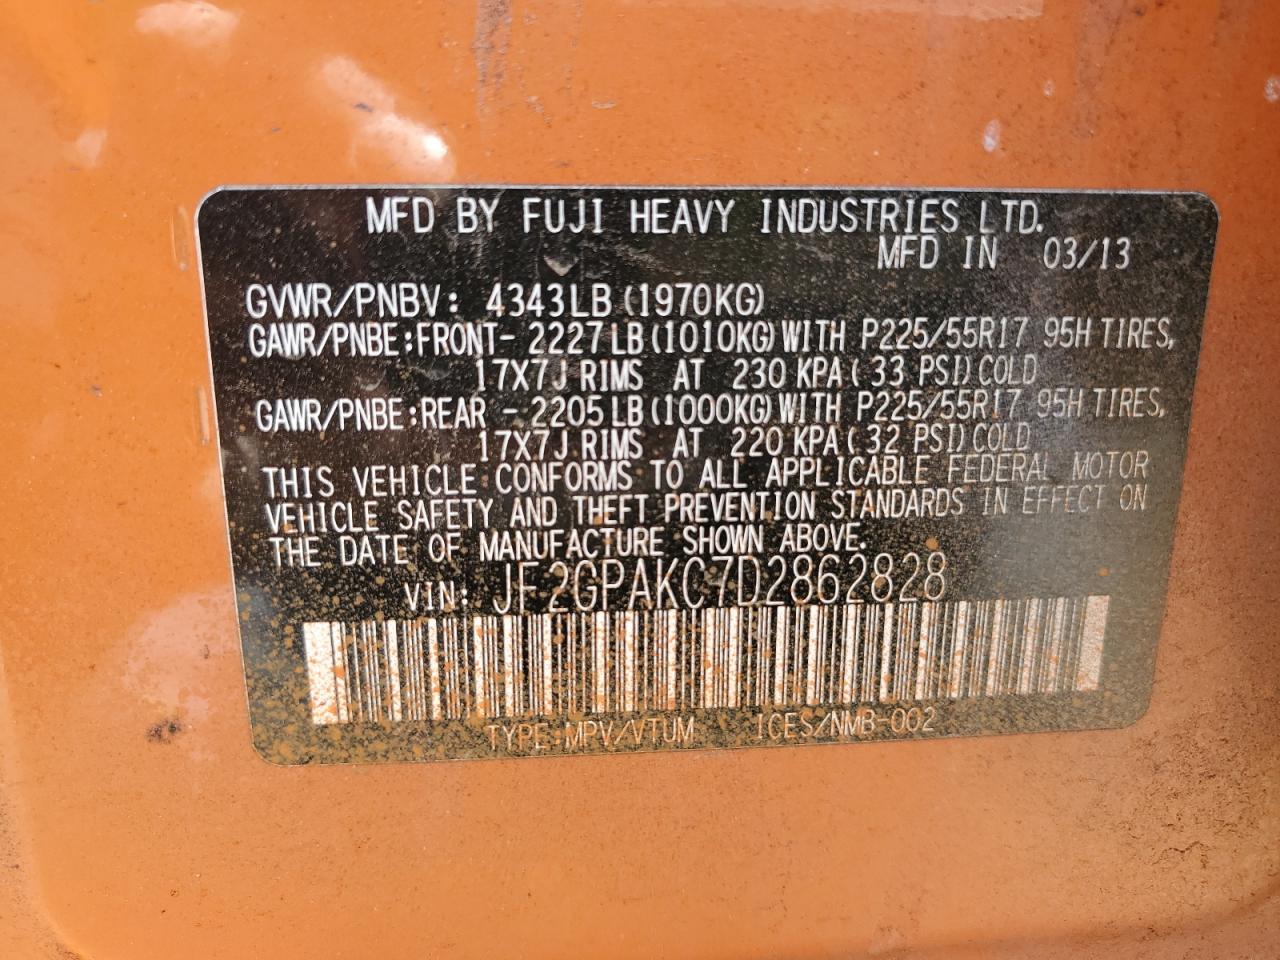 MFD BY FUJI HEAVY INDUSTRIES LTD.
MFD IN 03/13
GVWR/PNBV: 4343LB(1970KG)
GAWR/PNBE:FRONT- 2227LB(1010KG)WITH P225/55R17 95H TIRES,
17X7J RIMS AT 230 KPA( 33 PSI)COLD
GAWR/PNBE:REAR - 2205LB(1000KG)WITH P225/55R17 95H TIRES,
17X7J RIMS AT 220 KPA( 32 PSI)COLD
THIS VEHICLE CONFORMS TO ALL APPLICABLE FEDERAL MOTOR
VEHICLE SAFETY AND THEFT PREVENTION STANDARDS IN EFFECT ON
THE DATE OF MANUFACTURE SHOWN ABOVE.
VIN: JF2GPAKC7D2862828
TYPE:MPV/VTUM ICES/NMB-002